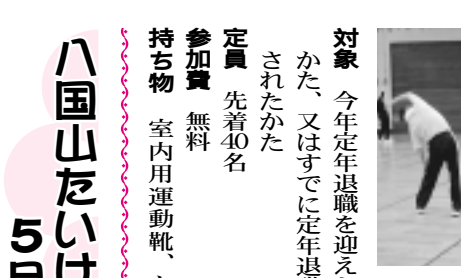 対象　今年定年退職を迎え
かた、又はすでに定年退
されたかた
定員　先着40名
参加費　無料
持ち物　室内用運動靴、
八国山たいけ
5日